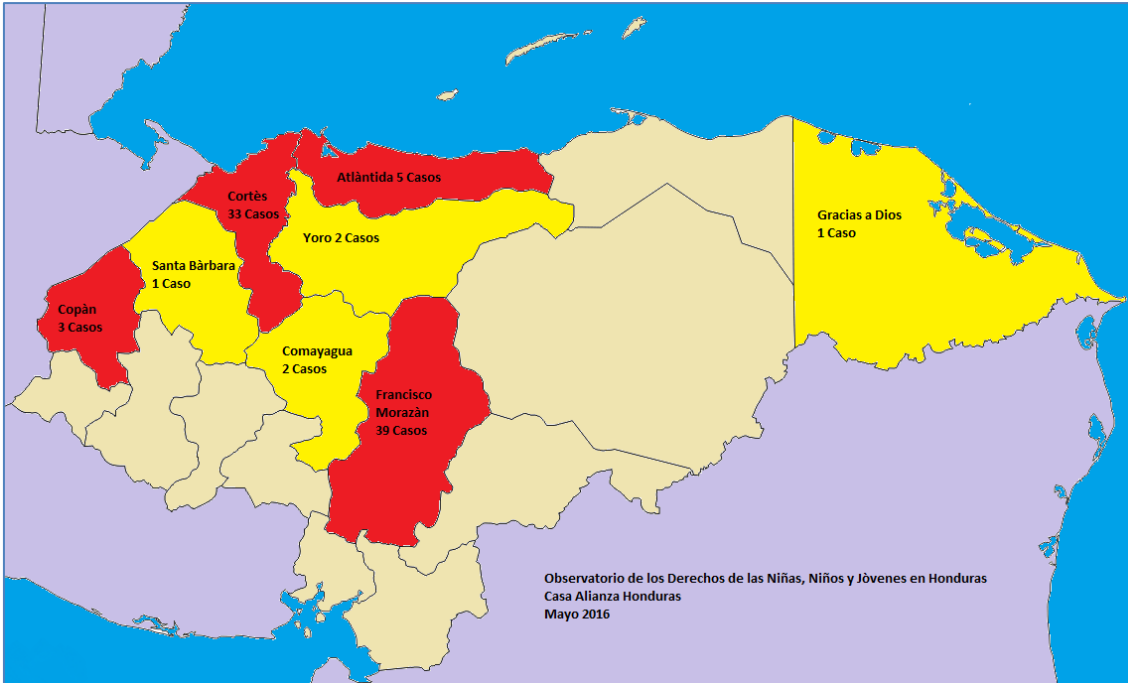 Atlàntida 5 Casos
Cortès
33 Casos
Gracias a Dios
1 Caso
Yoro 2 Casos
Santa Bàrbara
1 Caso
Copàn
3 Casos
Comayagua
2 Casos
Francisco
Morazàn
39 Casos
Observatorio de los Derechos de las Niñas, Niños y Jòvenes en Honduras
Casa Alianza Honduras
Mayo 2016